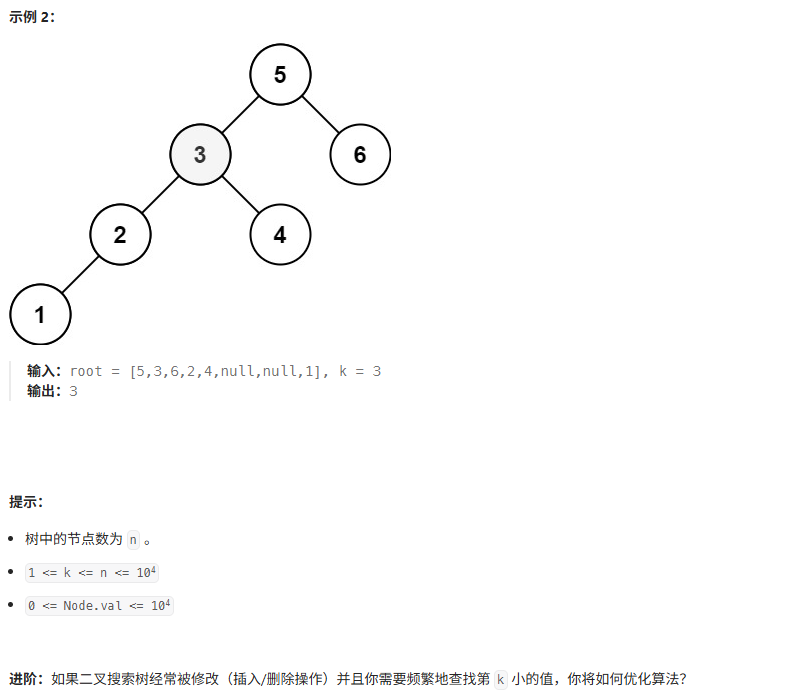 示例 2：
5
3
6
2
4
1
输入：root = [5,3,6,2,4,null,null,1], k = 3
输出：3
提示：
树中的节点数为 n 。
1 <= k <= n <= 10⁴
0 <= Node.val <= 10⁴
进阶：如果二叉搜索树经常被修改（插入/删除操作）并且你需要频繁地查找第 k 小的值，你将如何优化算法？